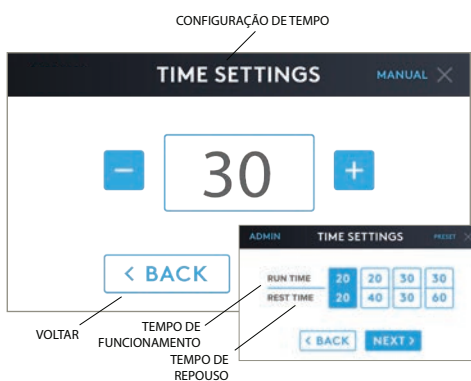 CONFIGURAÇÃO DE TEMPO
TIME SETTINGS
MANUAL
30
< BACK
ADMIN TIME SETTINGS PRESET
RUN TIME 20 20 30 30
REST TIME 20 40 30 60
< BACK NEXT >
VOLTAR
TEMPO DE
FUNCIONAMENTO
TEMPO DE
REPOUSO